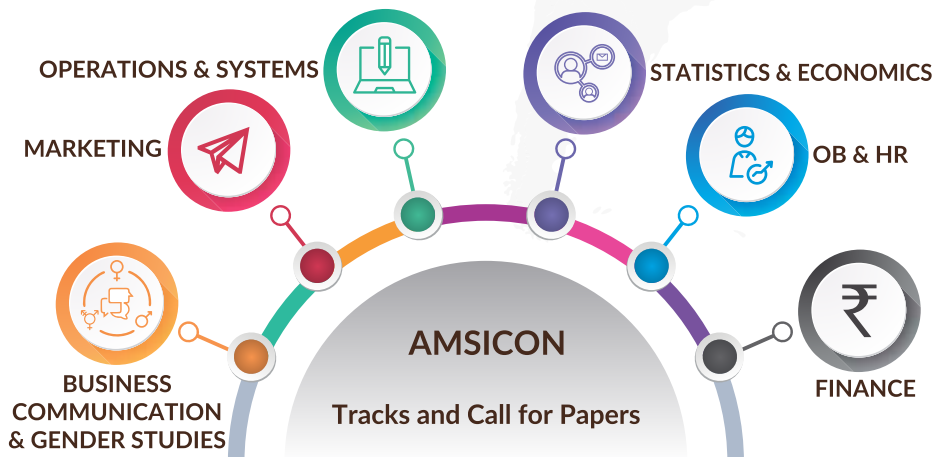 OPERATIONS & SYSTEMS
STATISTICS & ECONOMICS
MARKETING
OB & HR
AMSICON
Tracks and Call for Papers
BUSINESS
COMMUNICATION
& GENDER STUDIES
₹
FINANCE